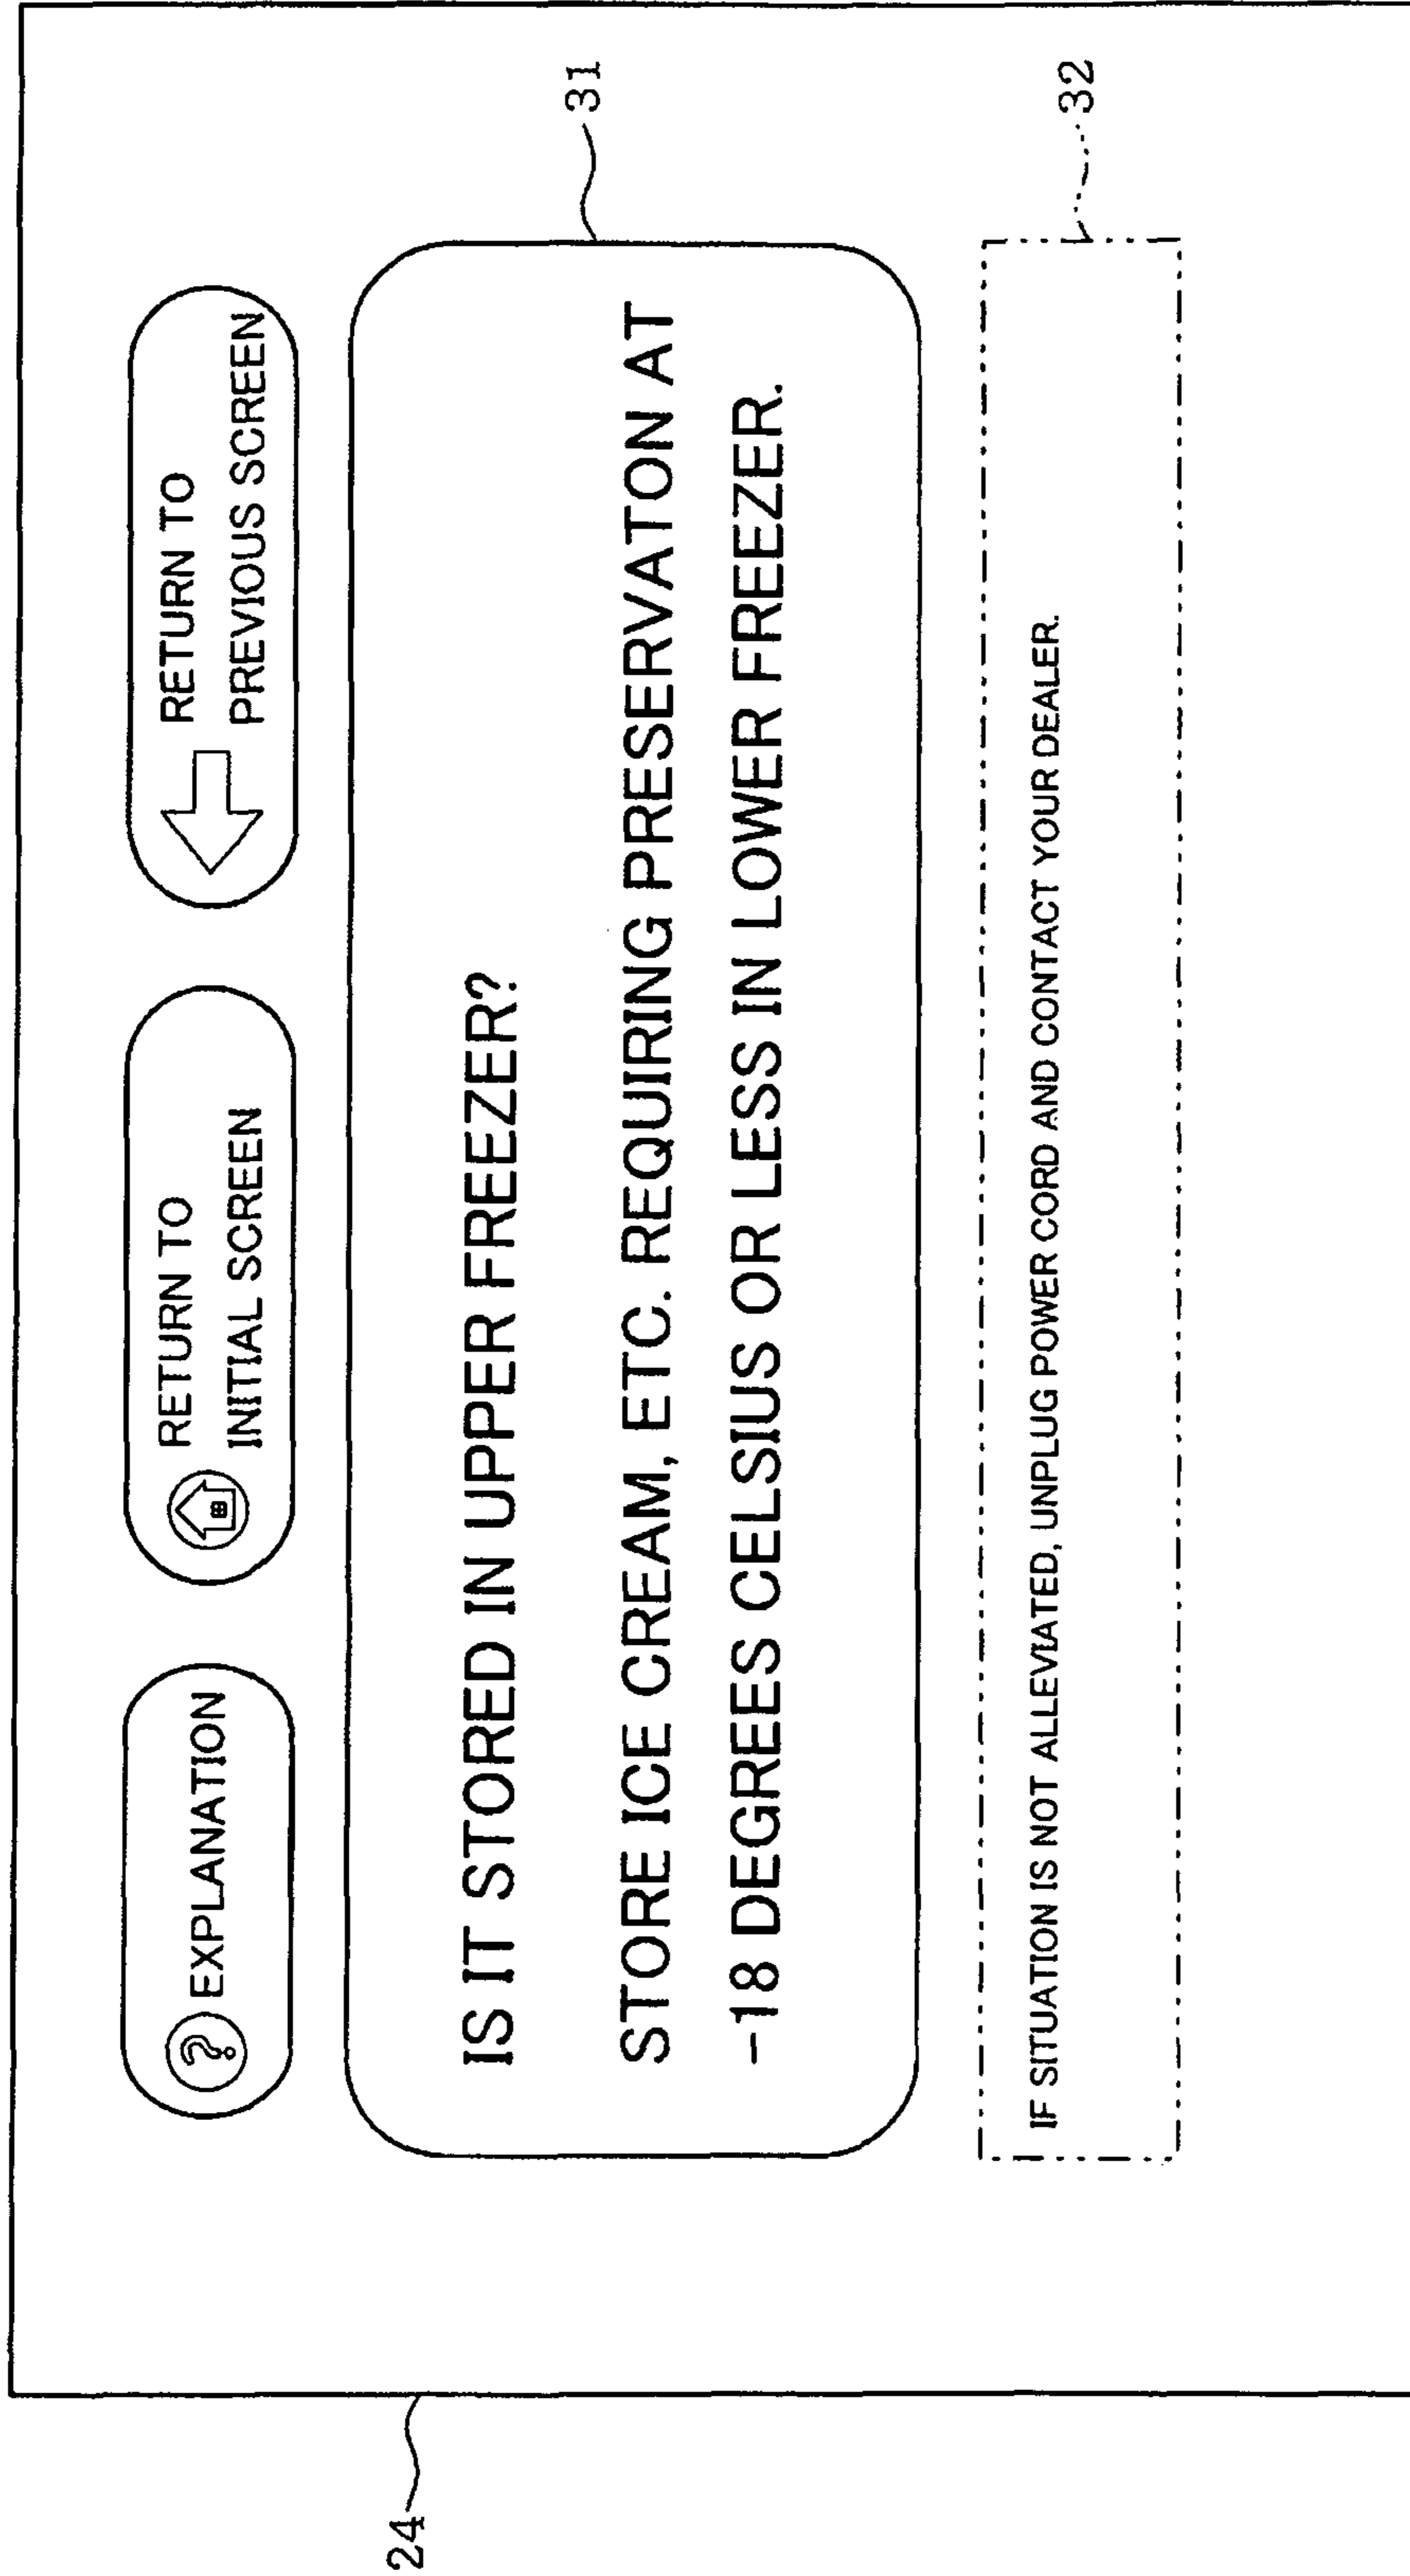 EXPLANATION
RETURN TO
INITIAL SCREEN
RETURN TO
PREVIOUS SCREEN
IS IT STORED IN UPPER FREEZER?
STORE ICE CREAM, ETC. REQUIRING PRESERVATON AT
-18 DEGREES CELSIUS OR LESS IN LOWER FREEZER.
31
IF SITUATION IS NOT ALLEVIATED, UNPLUG POWER CORD AND CONTACT YOUR DEALER.
32
24